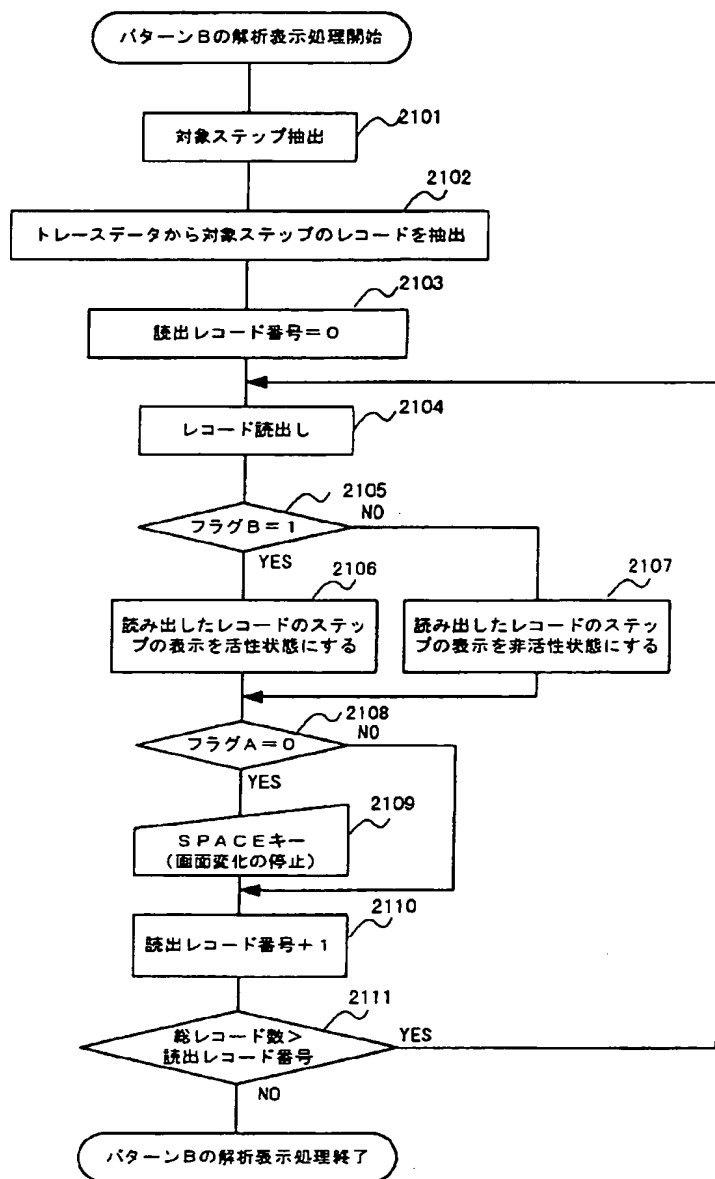 パターンBの解析表示処理開始
2101
対象ステップ抽出
2102
トレースデータから対象ステップのレコードを抽出
2103
読出レコード番号=0
2104
レコード読出し
2105
フラグB=1
NO
YES
2106
読み出したレコードのステッ
プの表示を活性状態にする
2107
読み出したレコードのステッ
プの表示を非活性状態にする
2108
フラグA=0
NO
YES
2109
SPACEキー
(画面変化の停止)
2110
読出レコード番号+1
2111
総レコード数>
読出レコード番号
YES
NO
パターンBの解析表示処理終了